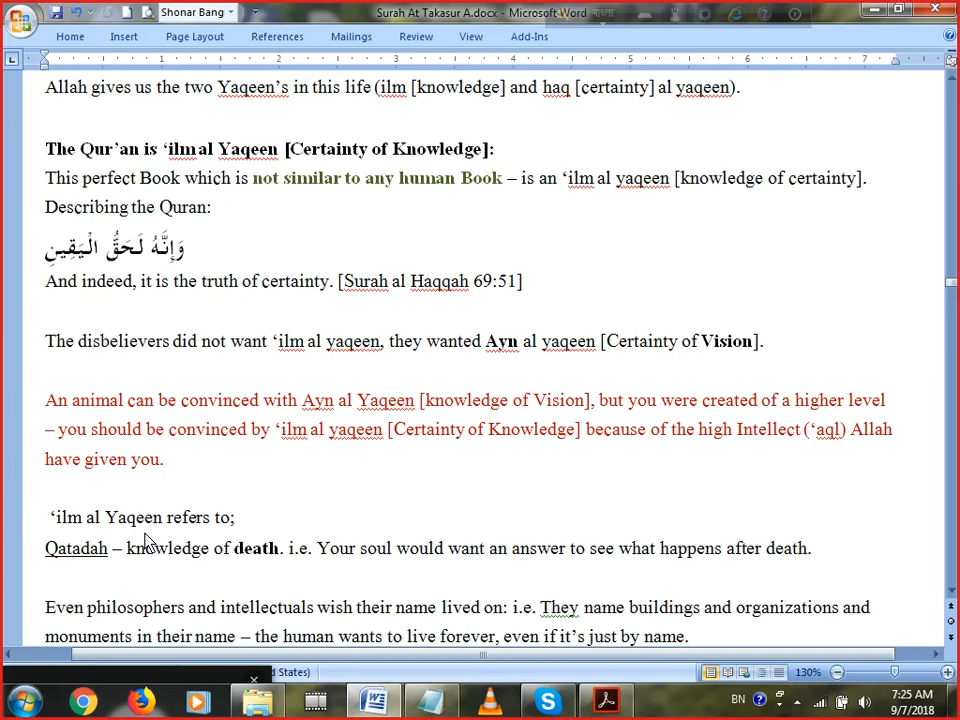 Shonar Bang
Surah At Takasur A.docx - Microsoft Word
Home Insert Page Layout References Mailings Review View Add-Ins
1 2 3 4 5 6 7
Allah gives us the two Yaqeen’s in this life (ilm [knowledge] and haq [certainty] al yaqeen).
The Qur’an is ‘ilm al Yaqeen [Certainty of Knowledge]:
This perfect Book which is not similar to any human Book – is an ‘ilm al yaqeen [knowledge of certainty].
Describing the Quran:
وَإِنَّهُ لَحَقُّ الْيَقِينِ
And indeed, it is the truth of certainty. [Surah al Haqqah 69:51]
The disbelievers did not want ‘ilm al yaqeen, they wanted Ayn al yaqeen [Certainty of Vision].
An animal can be convinced with Ayn al Yaqeen [knowledge of Vision], but you were created of a higher level
– you should be convinced by ‘ilm al yaqeen [Certainty of Knowledge] because of the high Intellect (‘aql) Allah
have given you.
‘ilm al Yaqeen refers to;
Qatadah – knowledge of death. i.e. Your soul would want an answer to see what happens after death.
Even philosophers and intellectuals wish their name lived on: i.e. They name buildings and organizations and
monuments in their name – the human wants to live forever, even if it’s just by name.
States) 130%
BN 7:25 AM
9/7/2018